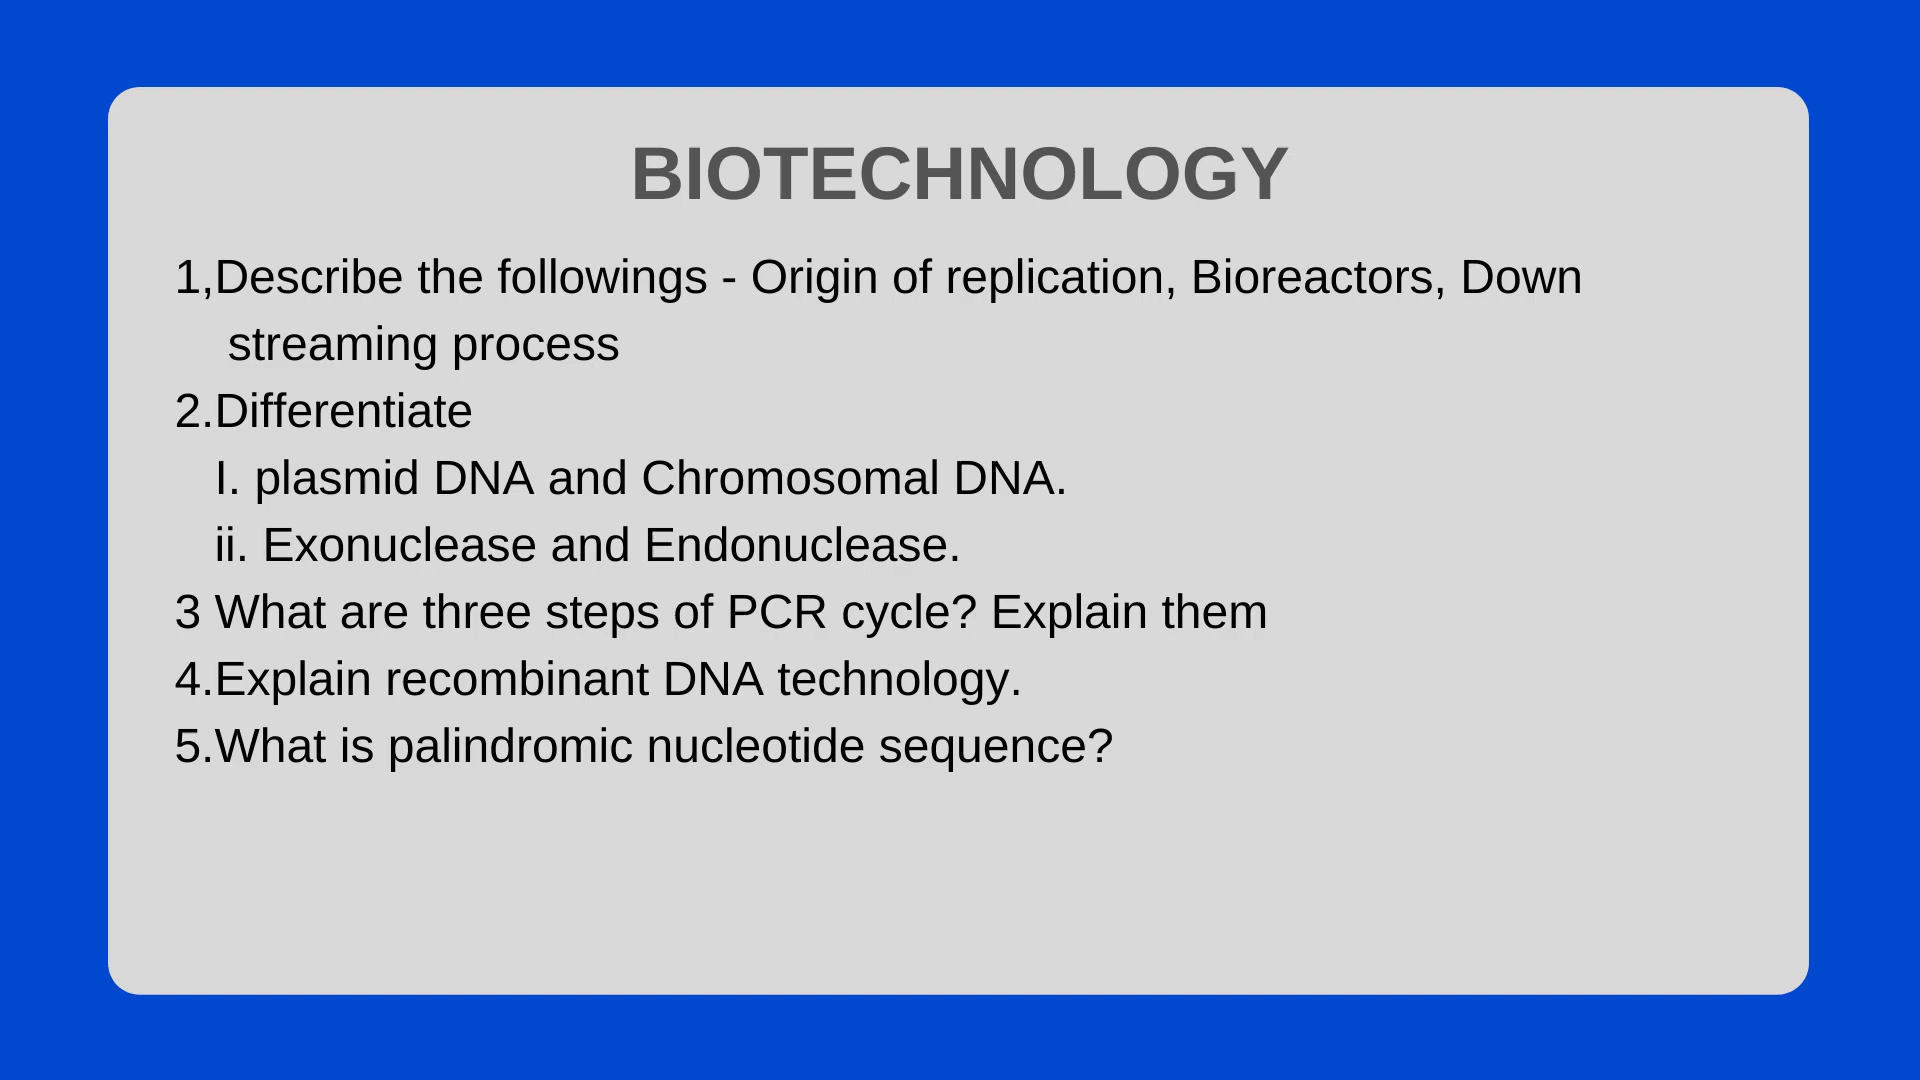 BIOTECHNOLOGY
1,Describe the followings - Origin of replication, Bioreactors, Down
streaming process
2.Differentiate
I. plasmid DNA and Chromosomal DNA.
ii. Exonuclease and Endonuclease.
3 What are three steps of PCR cycle? Explain them
4.Explain recombinant DNA technology.
5.What is palindromic nucleotide sequence?